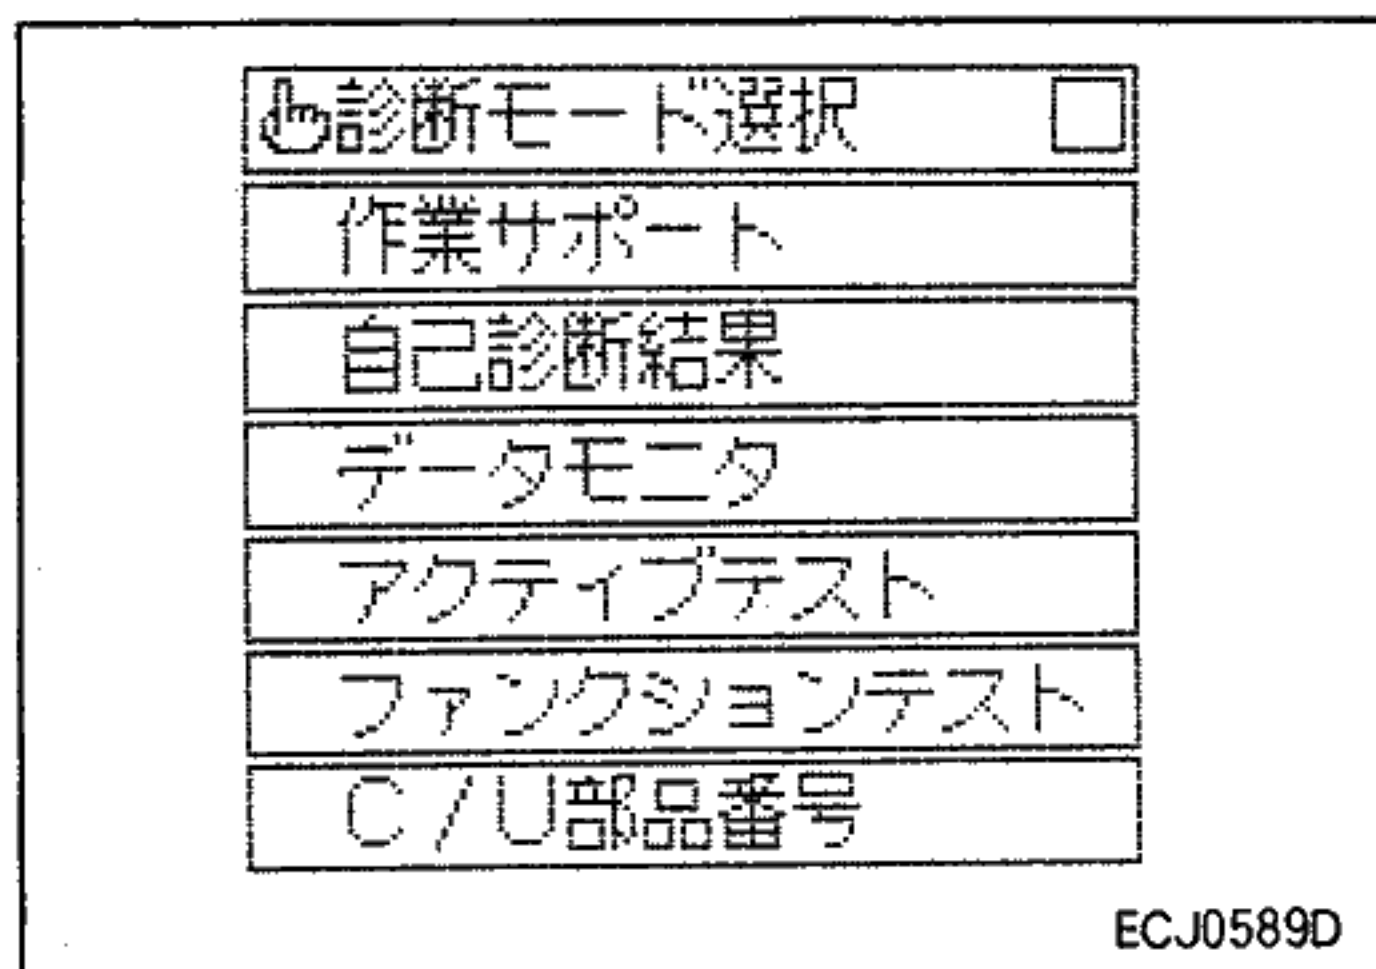 診断モード選択
作業サポート
自己診断結果
データモニタ
アクティブテスト
ファンクションテスト
C/U部品番号
ECJ0589D